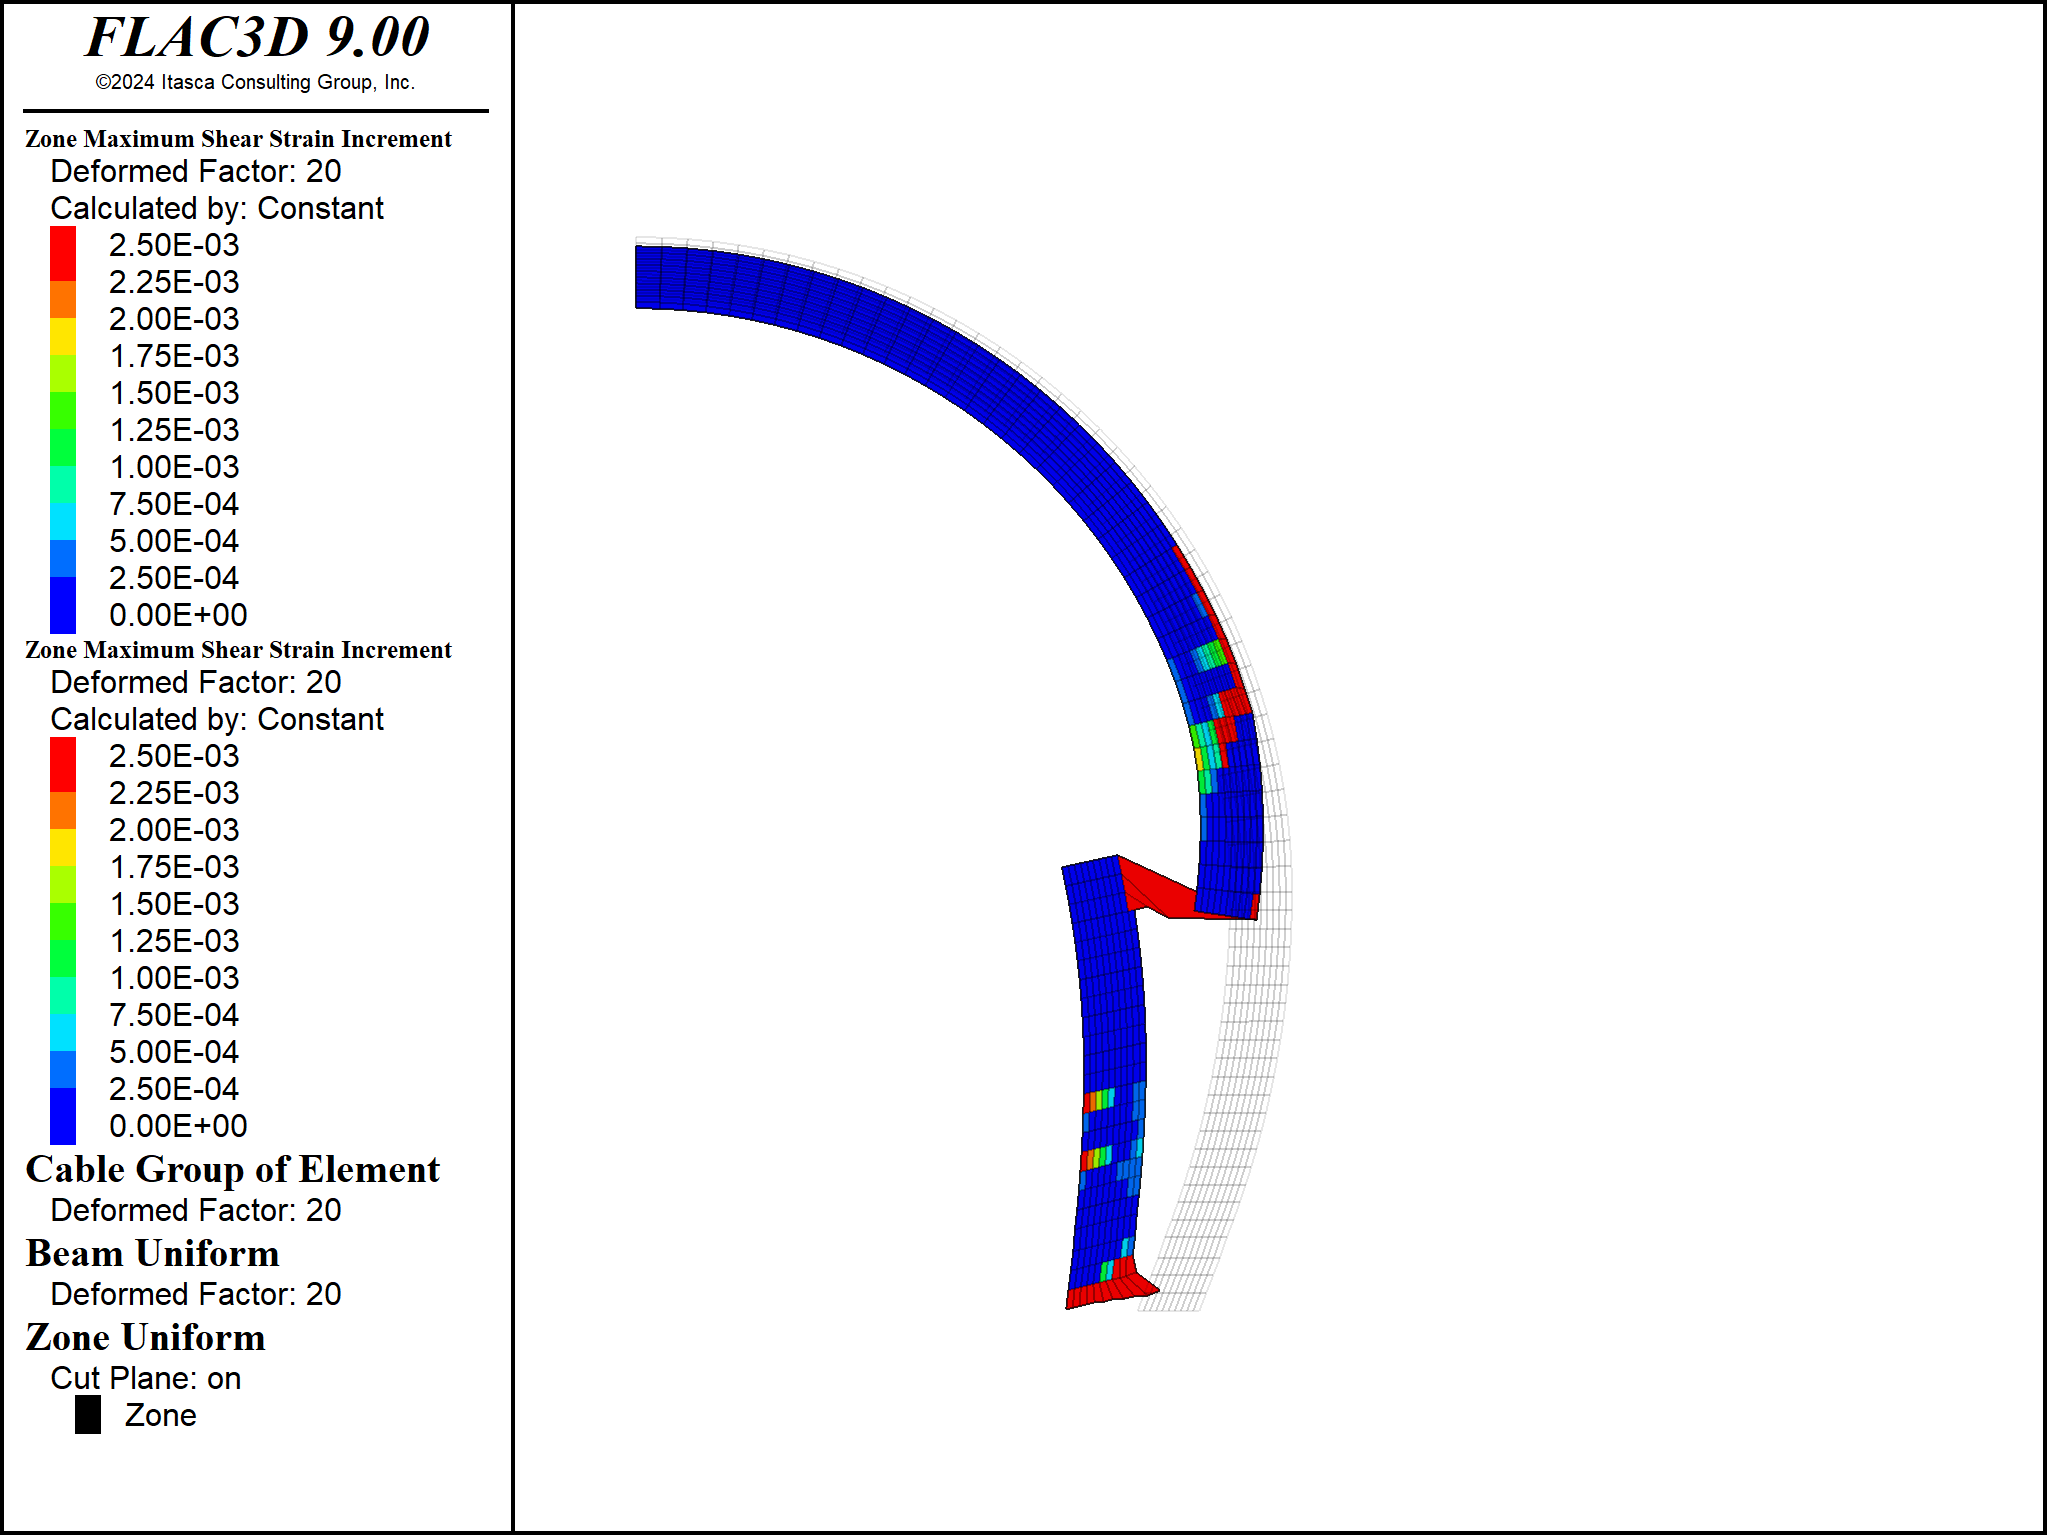 FLAC3D 9.00
©2024 Itasca Consulting Group, Inc.
Zone Maximum Shear Strain Increment
Deformed Factor: 20
Calculated by: Constant
2.50E-03
2.25E-03
2.00E-03
1.75E-03
1.50E-03
1.25E-03
1.00E-03
7.50E-04
5.00E-04
2.50E-04
0.00E+00
Zone Maximum Shear Strain Increment
Deformed Factor: 20
Calculated by: Constant
2.50E-03
2.25E-03
2.00E-03
1.75E-03
1.50E-03
1.25E-03
1.00E-03
7.50E-04
5.00E-04
2.50E-04
0.00E+00
Cable Group of Element
Deformed Factor: 20
Beam Uniform
Deformed Factor: 20
Zone Uniform
Cut Plane: on
Zone